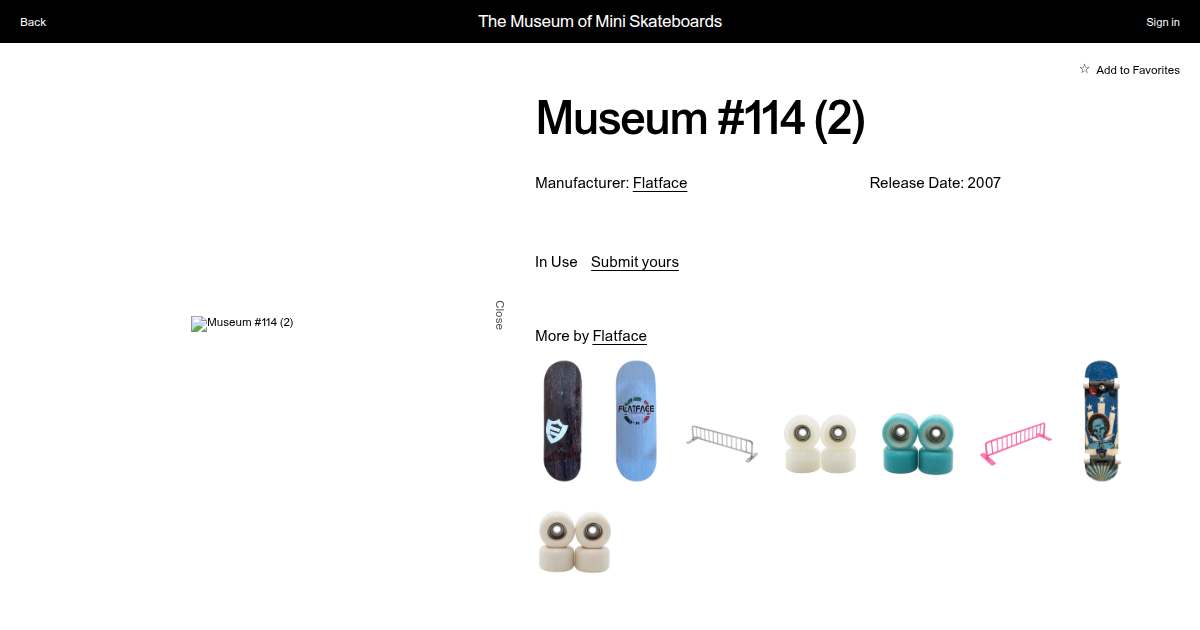 Back
The Museum of Mini Skateboards
Sign in
☆ Add to Favorites
Museum #114 (2)
Manufacturer: Flatface
Release Date: 2007
In Use Submit yours
Museum #114 (2)
Close
More by Flatface
FLATFACE